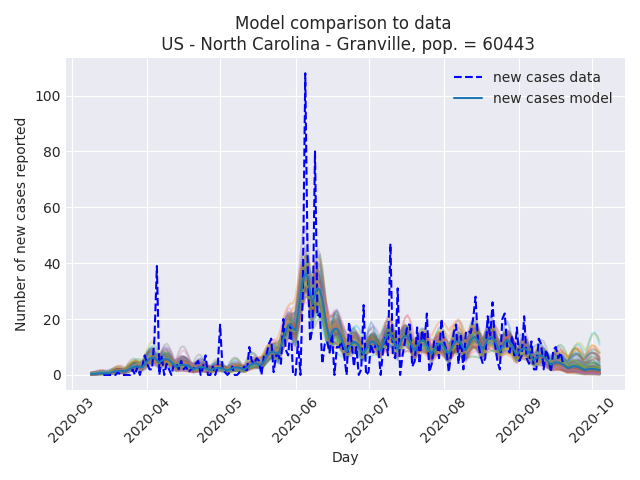 Model comparison to data
US - North Carolina - Granville, pop. = 60443
new cases data
new cases model
Number of new cases reported
100
80
60
40
20
0
2020-03
2020-04
2020-05
2020-06
2020-07
2020-08
2020-09
2020-10
Day